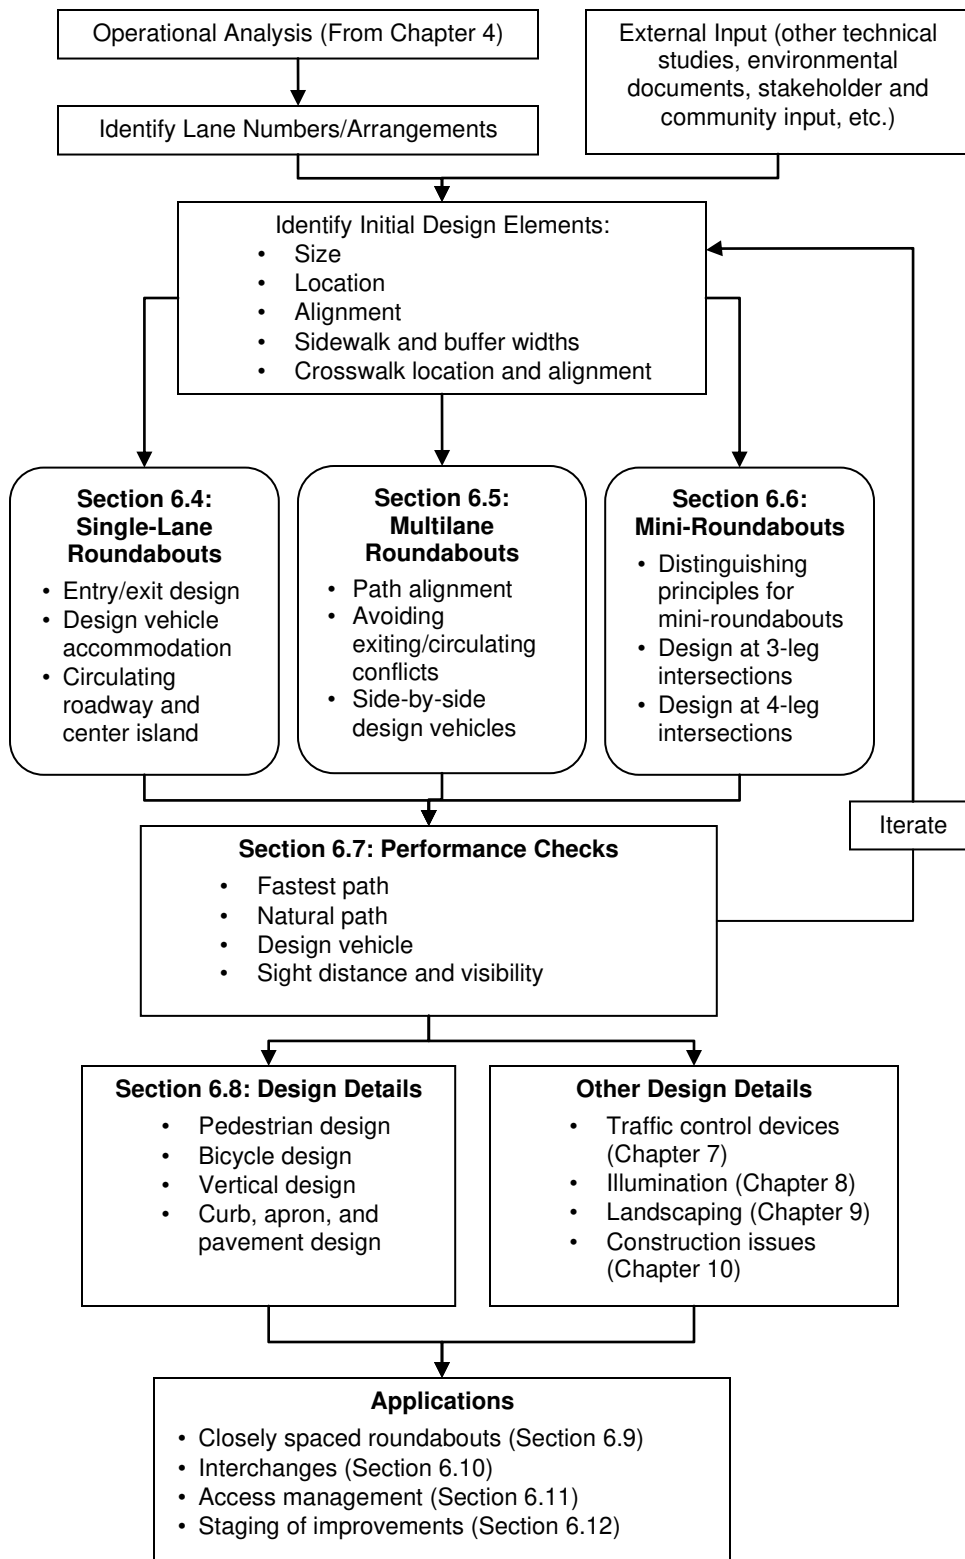 Operational Analysis (From Chapter 4)
External Input (other technical
studies, environmental
documents, stakeholder and
community input, etc.)
Identify Lane Numbers/Arrangements
Identify Initial Design Elements:
• Size
• Location
• Alignment
• Sidewalk and buffer widths
• Crosswalk location and alignment
Section 6.4:
Single-Lane
Roundabouts
• Entry/exit design
• Design vehicle
accommodation
• Circulating
roadway and
center island
Section 6.5:
Multilane
Roundabouts
• Path alignment
• Avoiding
exiting/circulating
conflicts
• Side-by-side
design vehicles
Section 6.6:
Mini-Roundabouts
• Distinguishing
principles for
mini-roundabouts
• Design at 3-leg
intersections
• Design at 4-leg
intersections
Iterate
Section 6.7: Performance Checks
• Fastest path
• Natural path
• Design vehicle
• Sight distance and visibility
Section 6.8: Design Details
• Pedestrian design
• Bicycle design
• Vertical design
• Curb, apron, and
pavement design
Other Design Details
• Traffic control devices
(Chapter 7)
• Illumination (Chapter 8)
• Landscaping (Chapter 9)
• Construction issues
(Chapter 10)
Applications
• Closely spaced roundabouts (Section 6.9)
• Interchanges (Section 6.10)
• Access management (Section 6.11)
• Staging of improvements (Section 6.12)